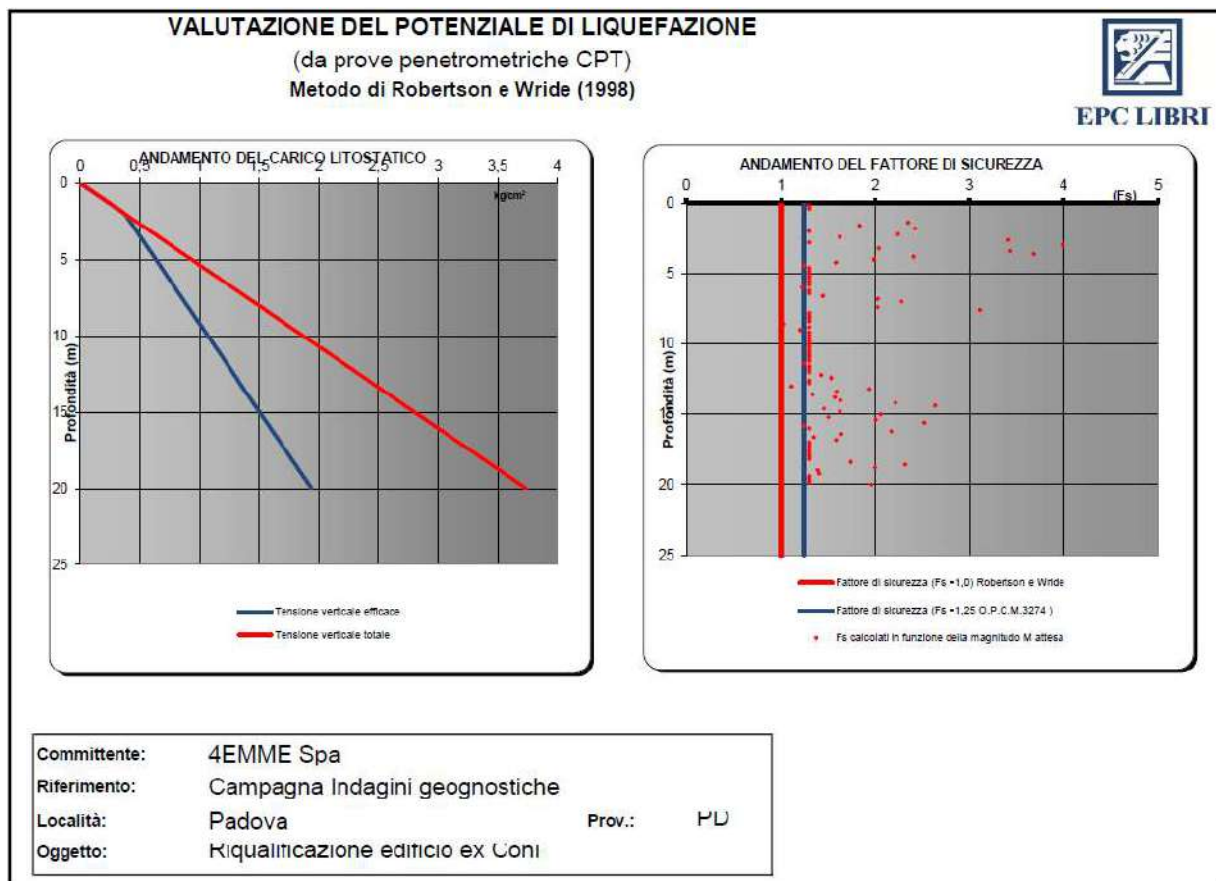 VALUTAZIONE DEL POTENZIALE DI LIQUEFAZIONE
(da prove penetrometriche CPT)
Metodo di Robertson e Wride (1998)
EPC LIBRI
ANDAMENTO DEL CARICO LITOSTATICO
0 0,5 1 1,5 2 2,5 3 3,5 4
kg/cm²
0
5
10
15
20
25
Profondità (m)
Tensione verticale efficace
Tensione verticale totale
ANDAMENTO DEL FATTORE DI SICUREZZA
0 1 2 3 4 5
(Fs)
0
5
10
15
20
25
Profondità (m)
Fattore di sicurezza (Fs =1,0) Robertson e Wride
Fattore di sicurezza (Fs =1,25 O.P.C.M.3274 )
Fs calcolati in funzione della magnitudo M attesa
Committente: 4EMME Spa
Riferimento: Campagna Indagini geognostiche
Località: Padova Prov.: PD
Oggetto: Riqualificazione edificio ex Coni